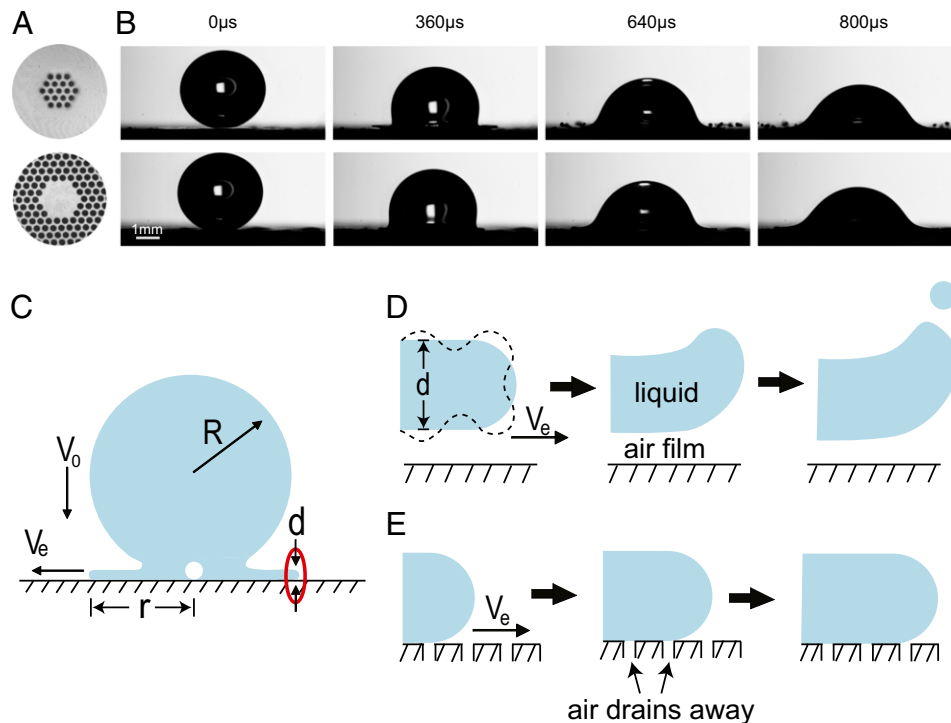 A
B
0μs
360μs
640μs
800μs
1mm
C
R
V₀
Vₑ
d
r
D
d
Vₑ
liquid
air film
E
Vₑ
air drains away